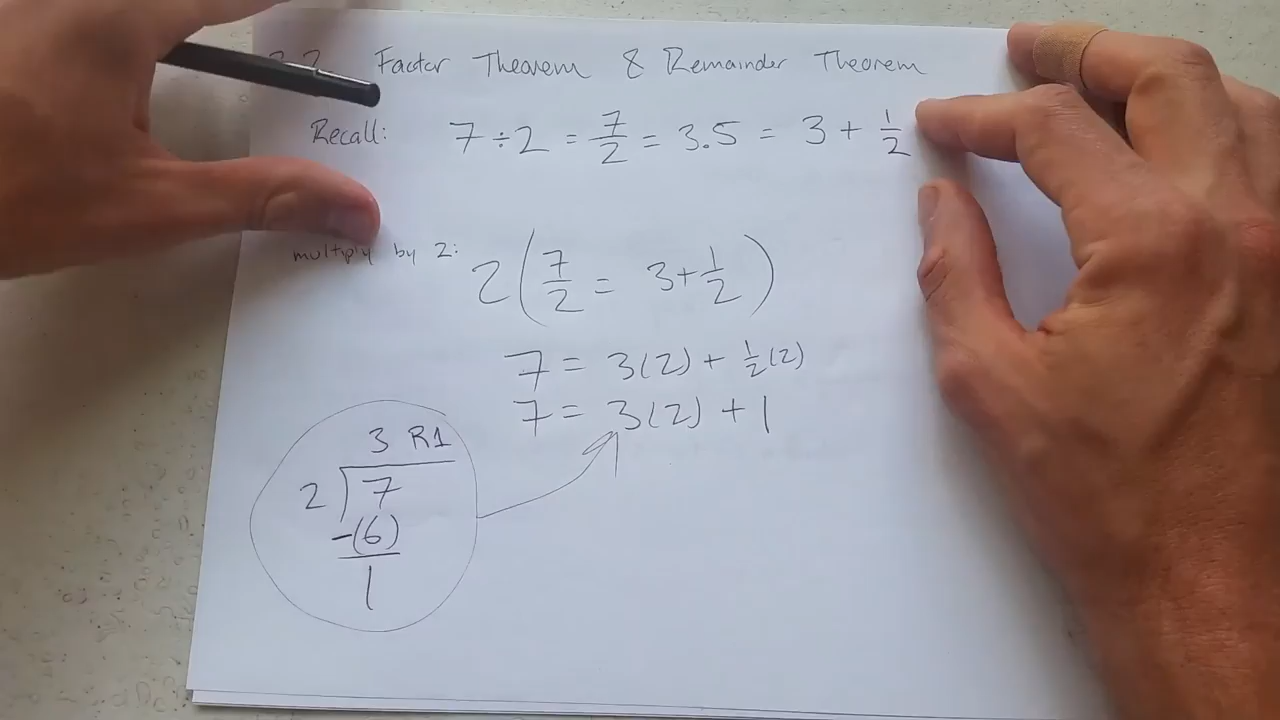 Factor Theorem & Remainder Theorem
Recall: 7 ÷ 2 = 7/2 = 3.5 = 3 + 1/2
multiply by 2: 2(7/2 = 3 + 1/2)
7 = 3(2) + 1/2(2)
7 = 3(2) + 1
3 R1
2 7
-(6)
1